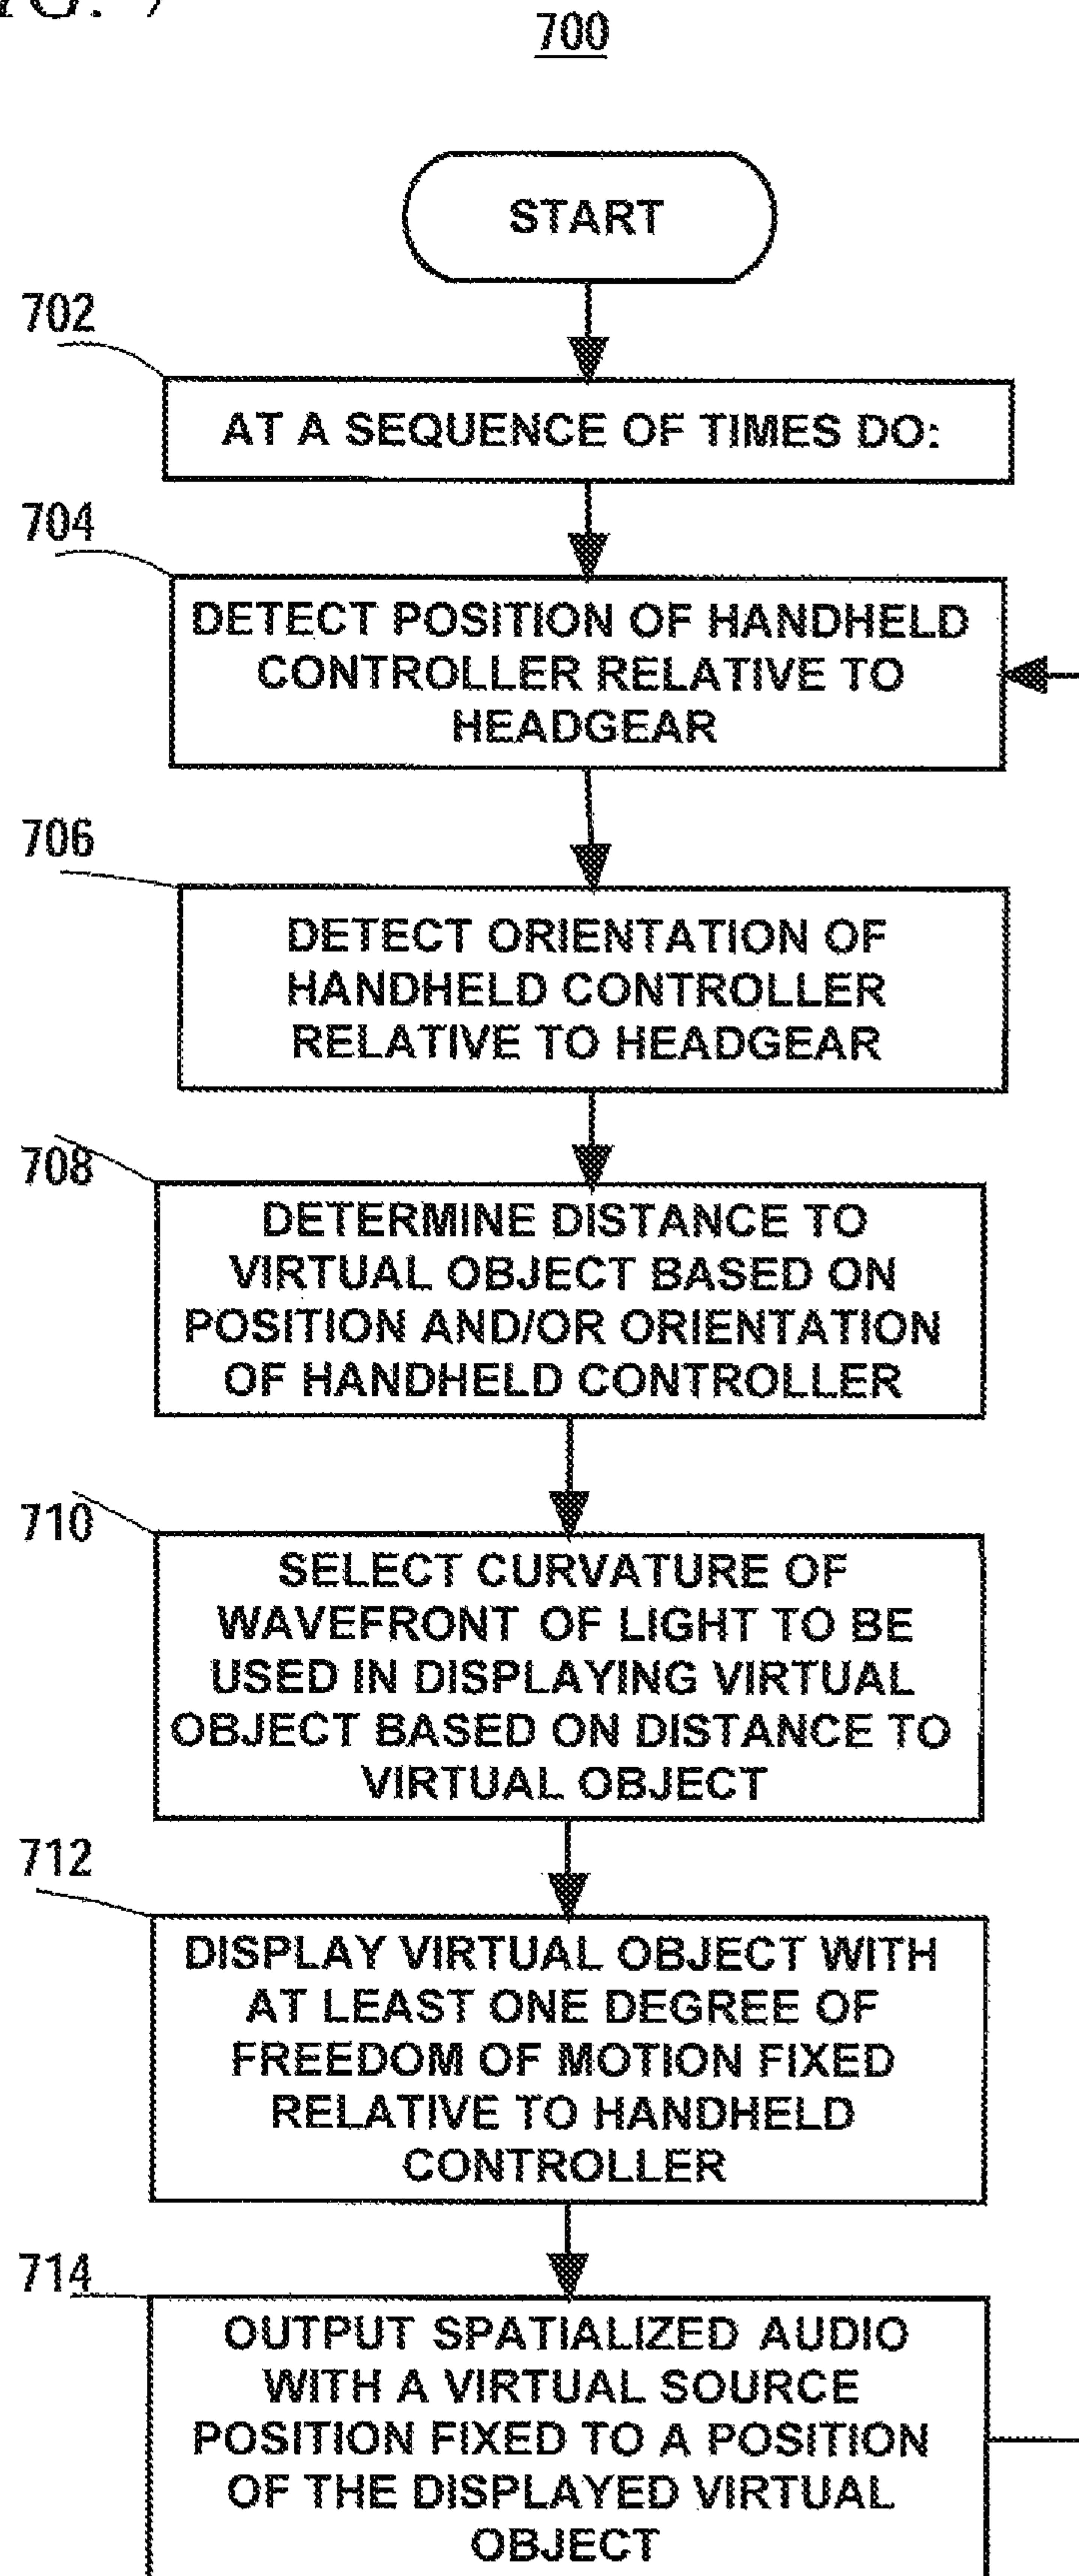 700
START
702
AT A SEQUENCE OF TIMES DO:
704
DETECT POSITION OF HANDHELD
CONTROLLER RELATIVE TO
HEADGEAR
706
DETECT ORIENTATION OF
HANDHELD CONTROLLER
RELATIVE TO HEADGEAR
708
DETERMINE DISTANCE TO
VIRTUAL OBJECT BASED ON
POSITION AND/OR ORIENTATION
OF HANDHELD CONTROLLER
710
SELECT CURVATURE OF
WAVEFRONT OF LIGHT TO BE
USED IN DISPLAYING VIRTUAL
OBJECT BASED ON DISTANCE TO
VIRTUAL OBJECT
712
DISPLAY VIRTUAL OBJECT WITH
AT LEAST ONE DEGREE OF
FREEDOM OF MOTION FIXED
RELATIVE TO HANDHELD
CONTROLLER
714
OUTPUT SPATIALIZED AUDIO
WITH A VIRTUAL SOURCE
POSITION FIXED TO A POSITION
OF THE DISPLAYED VIRTUAL
OBJECT